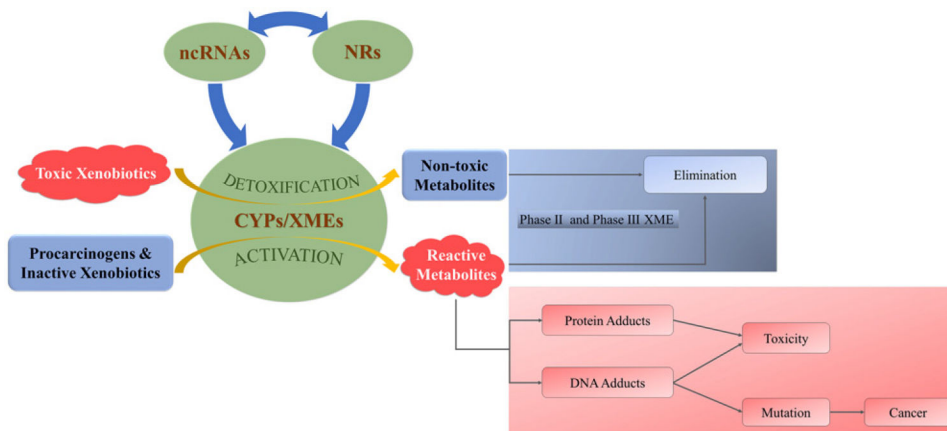 ncRNAs
NRs
Toxic Xenobiotics
DETOXIFICATION
Non-toxic
Metabolites
Elimination
CYPs/XMEs
Phase II and Phase III XME
Procarcinogens &
Inactive Xenobiotics
ACTIVATION
Reactive
Metabolites
Protein Adducts
Toxicity
DNA Adducts
Mutation
Cancer